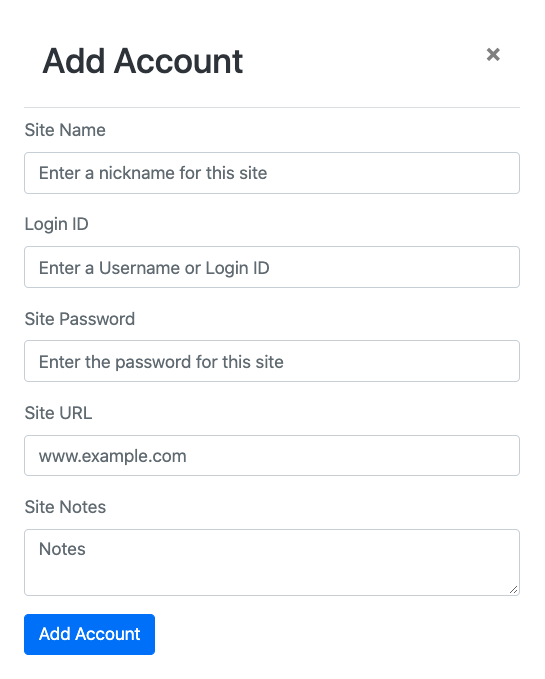 Add Account
×
Site Name
Enter a nickname for this site
Login ID
Enter a Username or Login ID
Site Password
Enter the password for this site
Site URL
www.example.com
Site Notes
Notes
Add Account